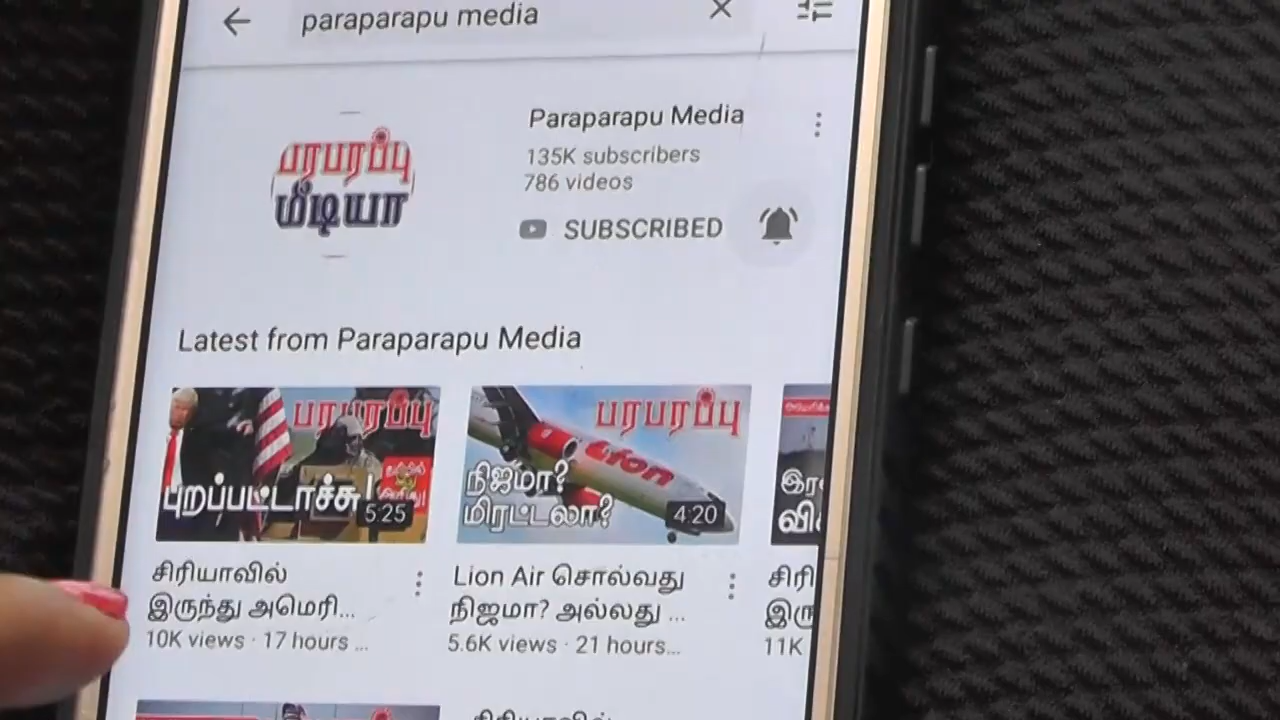 paraparapu media
பரபரப்பு
மீடியா
Paraparapu Media
135K subscribers
786 videos
SUBSCRIBED
Latest from Paraparapu Media
பரபரப்பு
புறப்பட்டாச்சு!
5:25
சிரியாவில்
இருந்து அமெரி...
10K views · 17 hours ...
பரபரப்பு
Lion
நிஜமா?
மிரட்டலா?
4:20
Lion Air சொல்வது
நிஜமா? அல்லது ...
5.6K views · 21 hours...
11K